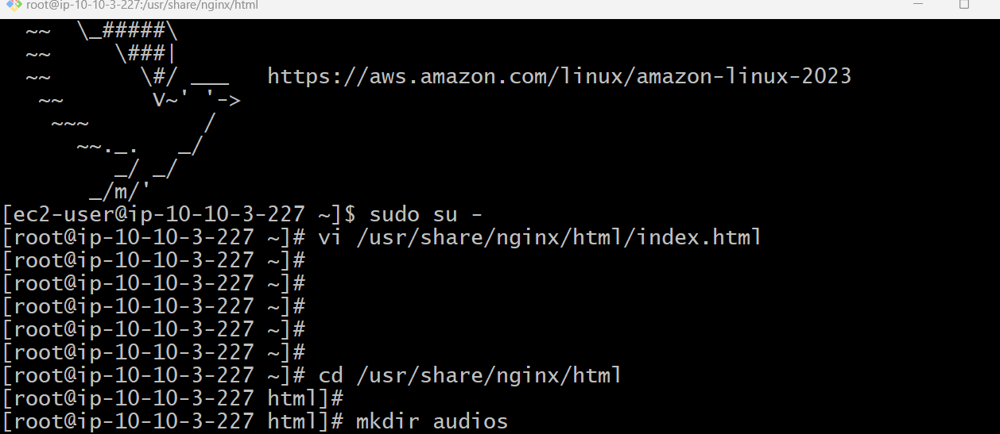 root@ip-10-10-3-227:/usr/share/nginx/html
  ~~  \_#####\
  ~~     \###|
  ~~       \#/ ___   https://aws.amazon.com/linux/amazon-linux-2023
   ~~       V~' '->
    ~~~         /
      ~~._.   _/
         _/ _/
       _/m/'
[ec2-user@ip-10-10-3-227 ~]$ sudo su -
[root@ip-10-10-3-227 ~]# vi /usr/share/nginx/html/index.html
[root@ip-10-10-3-227 ~]#
[root@ip-10-10-3-227 ~]#
[root@ip-10-10-3-227 ~]#
[root@ip-10-10-3-227 ~]#
[root@ip-10-10-3-227 ~]#
[root@ip-10-10-3-227 ~]# cd /usr/share/nginx/html
[root@ip-10-10-3-227 html]#
[root@ip-10-10-3-227 html]# mkdir audios